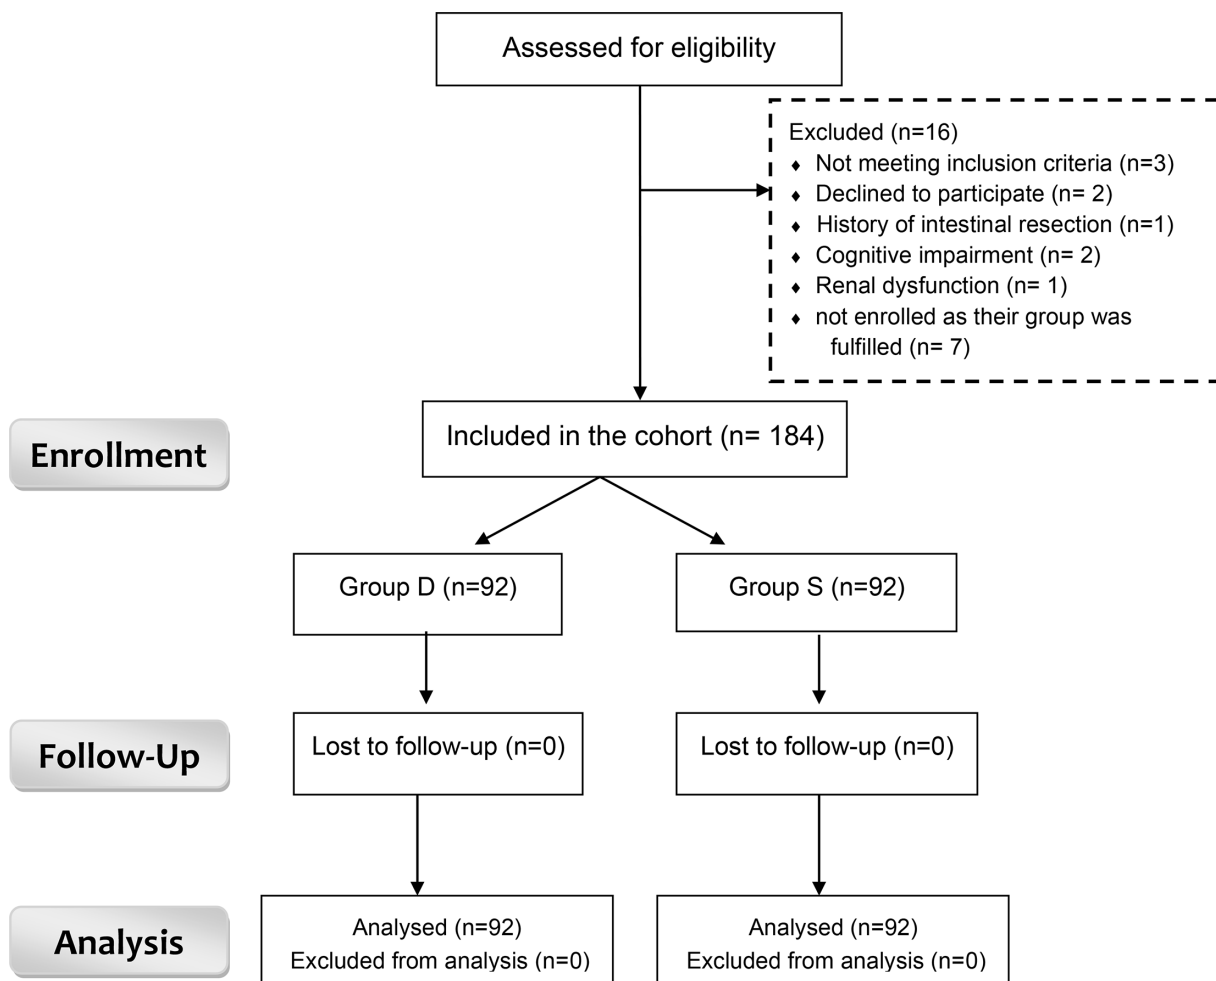 Assessed for eligibility
Excluded (n=16)
♦ Not meeting inclusion criteria (n=3)
♦ Declined to participate (n= 2)
♦ History of intestinal resection (n=1)
♦ Cognitive impairment (n= 2)
♦ Renal dysfunction (n= 1)
♦ not enrolled as their group was
fulfilled (n= 7)
Enrollment
Included in the cohort (n= 184)
Group D (n=92)
Group S (n=92)
Follow-Up
Lost to follow-up (n=0)
Lost to follow-up (n=0)
Analysis
Analysed (n=92)
Excluded from analysis (n=0)
Analysed (n=92)
Excluded from analysis (n=0)